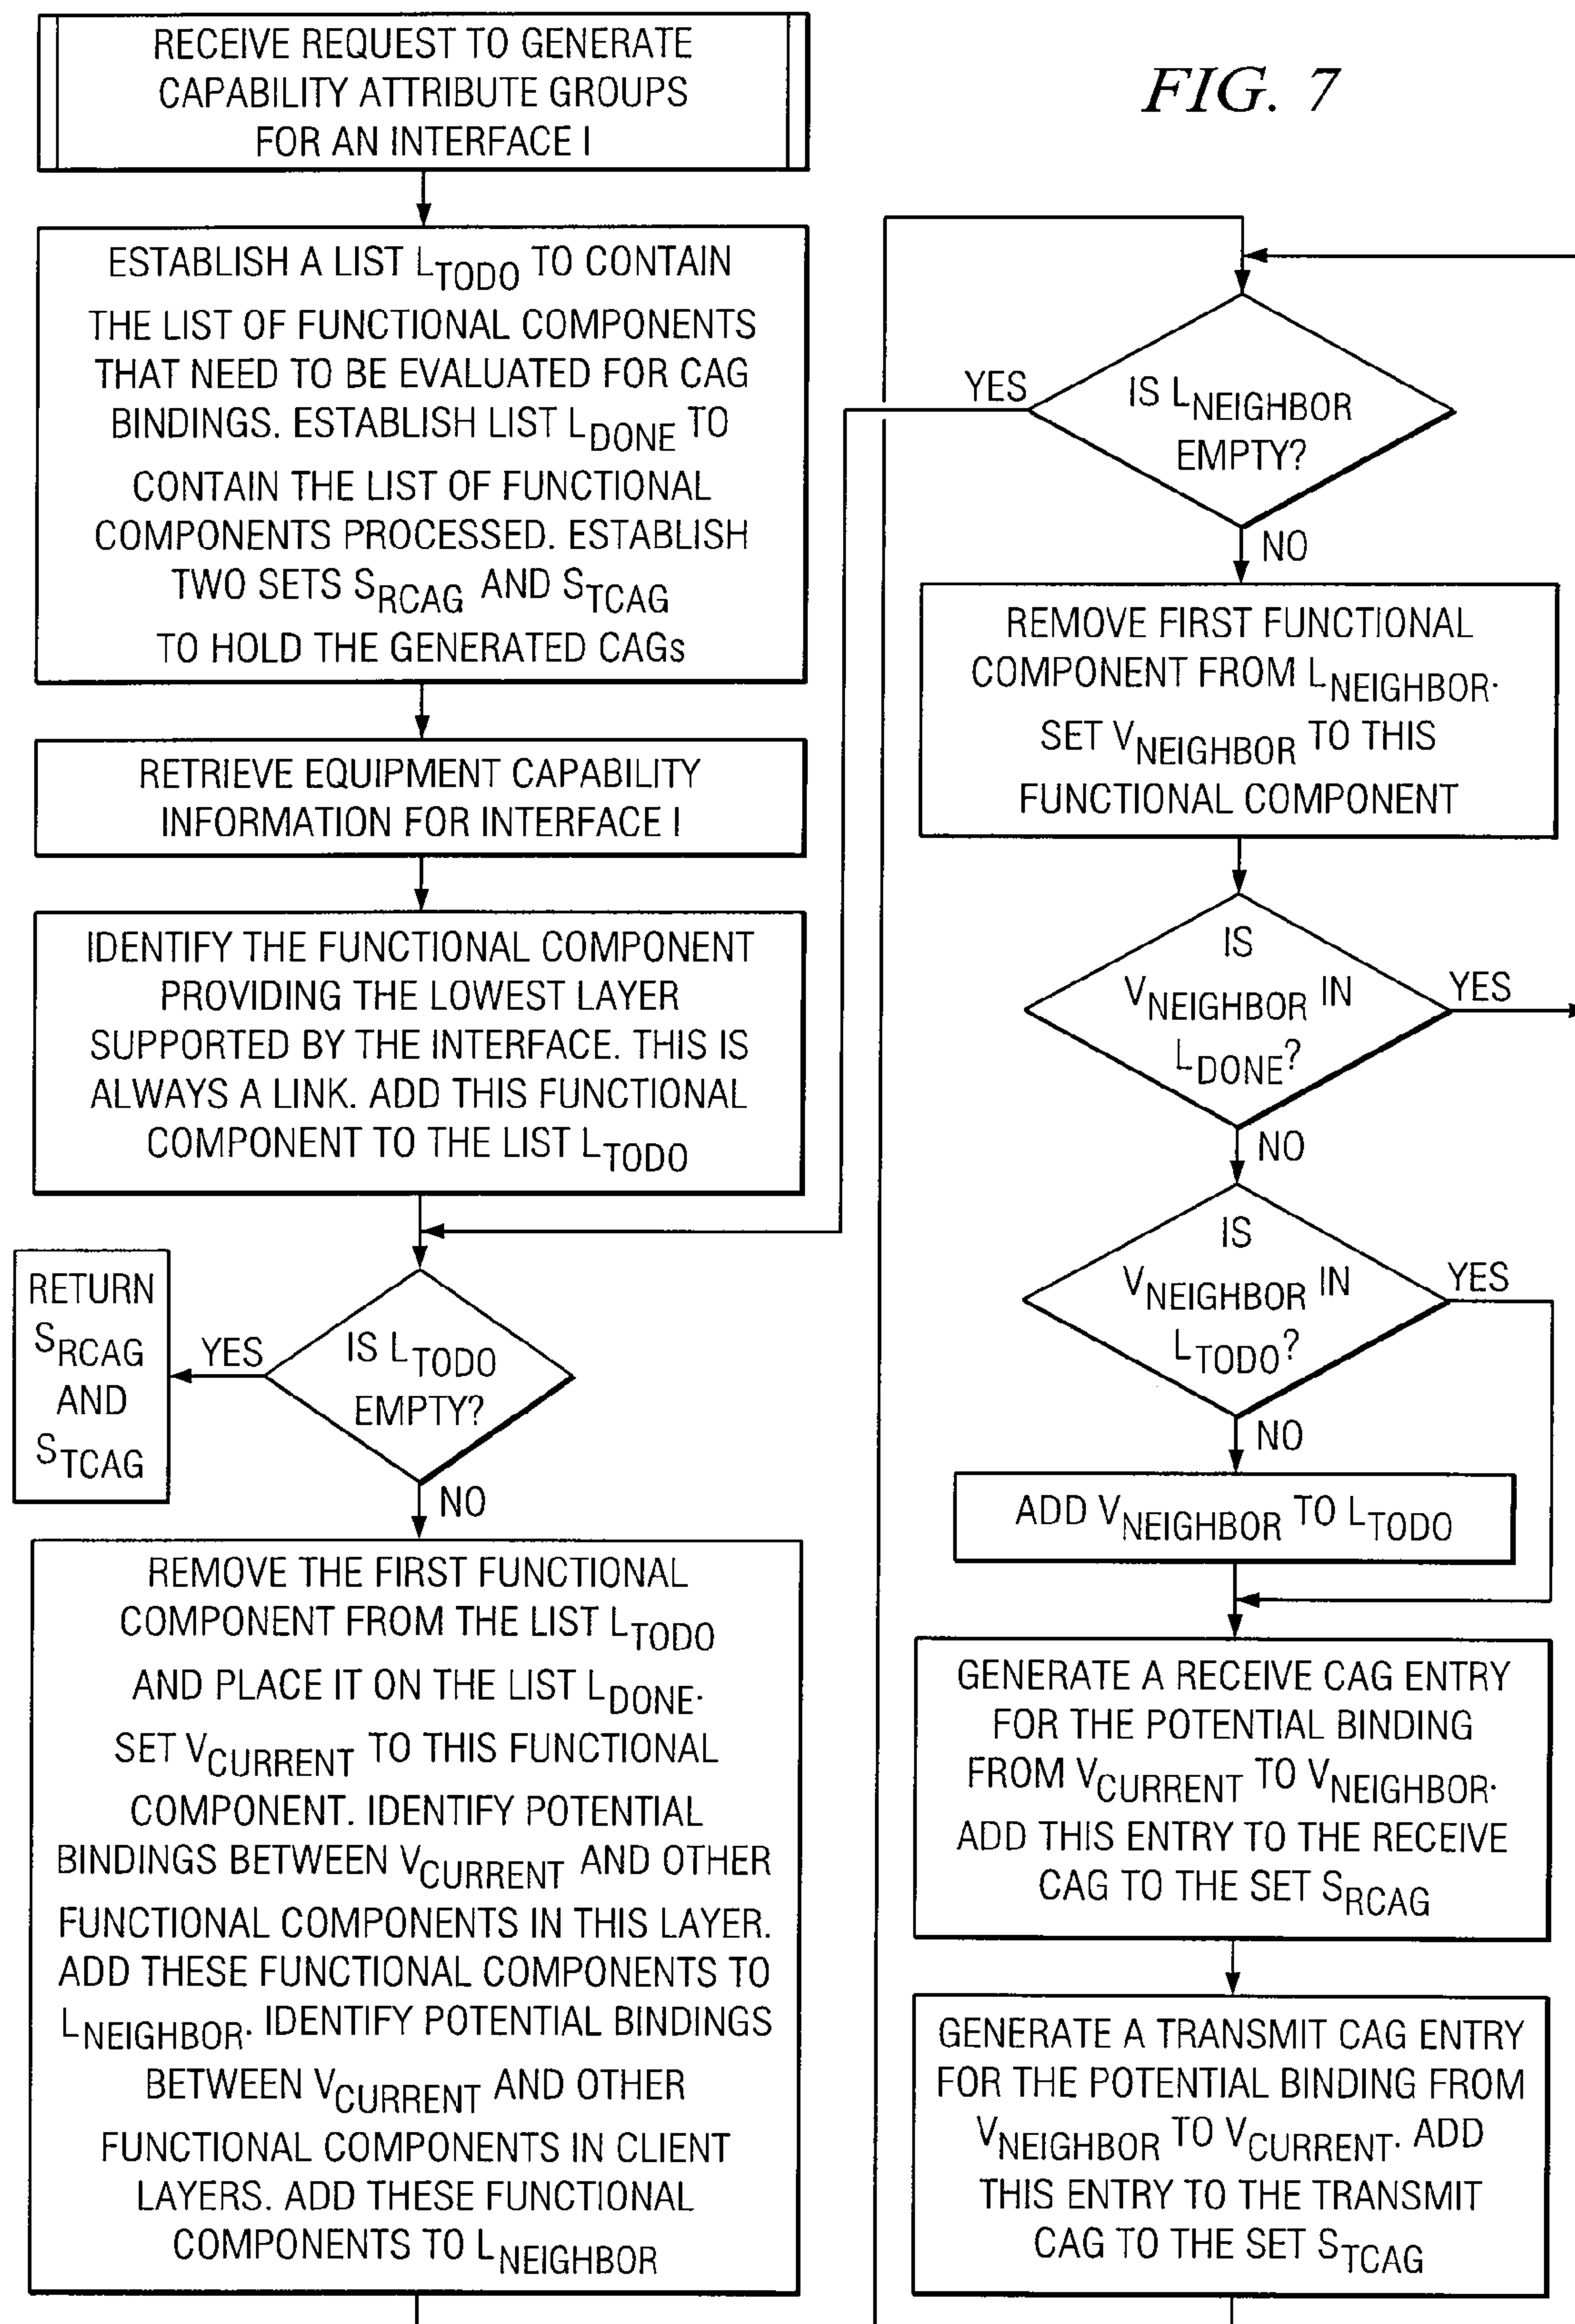 FIG. 7
RECEIVE REQUEST TO GENERATE
CAPABILITY ATTRIBUTE GROUPS
FOR AN INTERFACE I
ESTABLISH A LIST LTODO TO CONTAIN
THE LIST OF FUNCTIONAL COMPONENTS
THAT NEED TO BE EVALUATED FOR CAG
BINDINGS. ESTABLISH LIST LDONE TO
CONTAIN THE LIST OF FUNCTIONAL
COMPONENTS PROCESSED. ESTABLISH
TWO SETS SRCAG AND STCAG
TO HOLD THE GENERATED CAGs
RETRIEVE EQUIPMENT CAPABILITY
INFORMATION FOR INTERFACE I
IDENTIFY THE FUNCTIONAL COMPONENT
PROVIDING THE LOWEST LAYER
SUPPORTED BY THE INTERFACE. THIS IS
ALWAYS A LINK. ADD THIS FUNCTIONAL
COMPONENT TO THE LIST LTODO
IS LTODO
EMPTY?
YES
RETURN
SRCAG
AND
STCAG
NO
REMOVE THE FIRST FUNCTIONAL
COMPONENT FROM THE LIST LTODO
AND PLACE IT ON THE LIST LDONE.
SET VCURRENT TO THIS FUNCTIONAL
COMPONENT. IDENTIFY POTENTIAL
BINDINGS BETWEEN VCURRENT AND OTHER
FUNCTIONAL COMPONENTS IN THIS LAYER.
ADD THESE FUNCTIONAL COMPONENTS TO
LNEIGHBOR. IDENTIFY POTENTIAL BINDINGS
BETWEEN VCURRENT AND OTHER
FUNCTIONAL COMPONENTS IN CLIENT
LAYERS. ADD THESE FUNCTIONAL
COMPONENTS TO LNEIGHBOR
IS LNEIGHBOR
EMPTY?
YES
NO
REMOVE FIRST FUNCTIONAL
COMPONENT FROM LNEIGHBOR.
SET VNEIGHBOR TO THIS
FUNCTIONAL COMPONENT
IS
VNEIGHBOR IN
LDONE?
YES
NO
IS
VNEIGHBOR IN
LTODO?
YES
NO
ADD VNEIGHBOR TO LTODO
GENERATE A RECEIVE CAG ENTRY
FOR THE POTENTIAL BINDING
FROM VCURRENT TO VNEIGHBOR.
ADD THIS ENTRY TO THE RECEIVE
CAG TO THE SET SRCAG
GENERATE A TRANSMIT CAG ENTRY
FOR THE POTENTIAL BINDING FROM
VNEIGHBOR TO VCURRENT. ADD
THIS ENTRY TO THE TRANSMIT
CAG TO THE SET STCAG